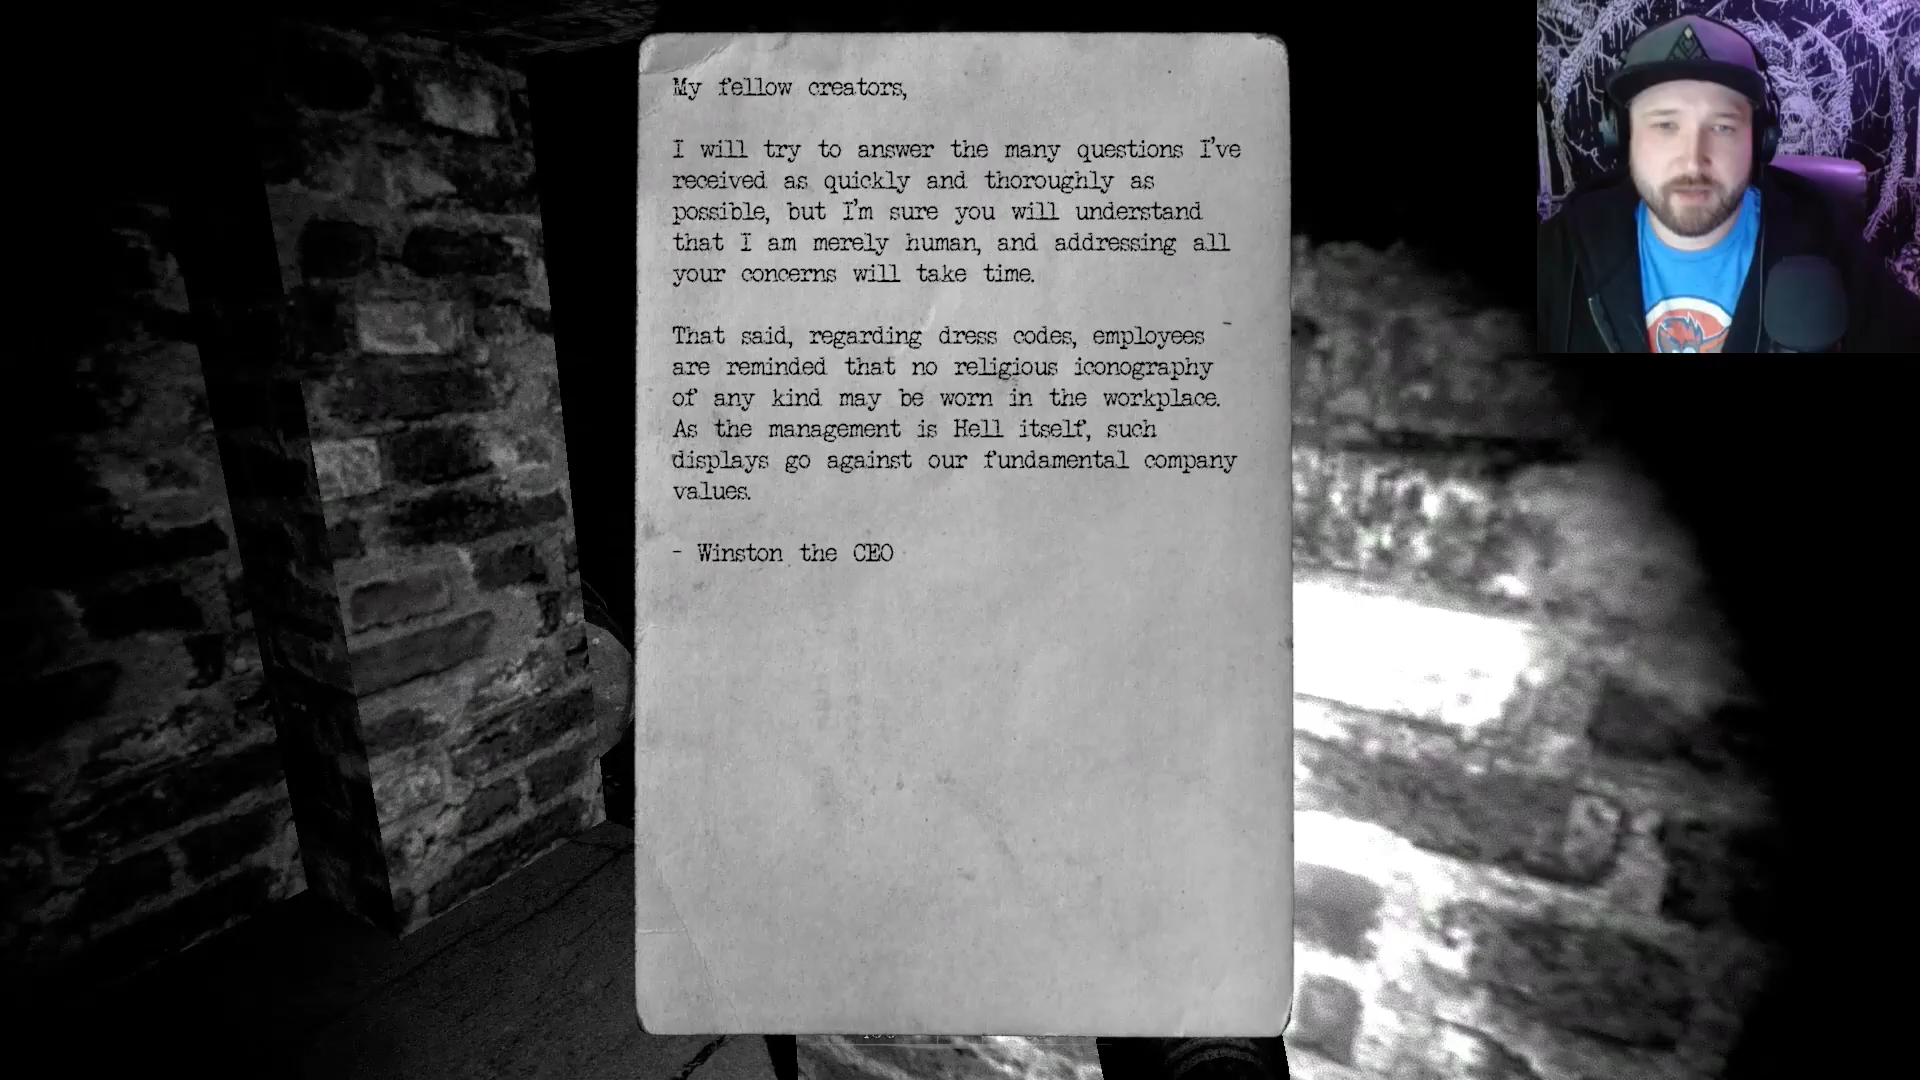 My fellow creators,
I will try to answer the many questions I've
received as quickly and thoroughly as
possible, but I'm sure you will understand
that I am merely human, and addressing all
your concerns will take time.
That said, regarding dress codes, employees
are reminded that no religious iconography
of any kind may be worn in the workplace.
As the management is Hell itself, such
displays go against our fundamental company
values.
- Winston the CEO